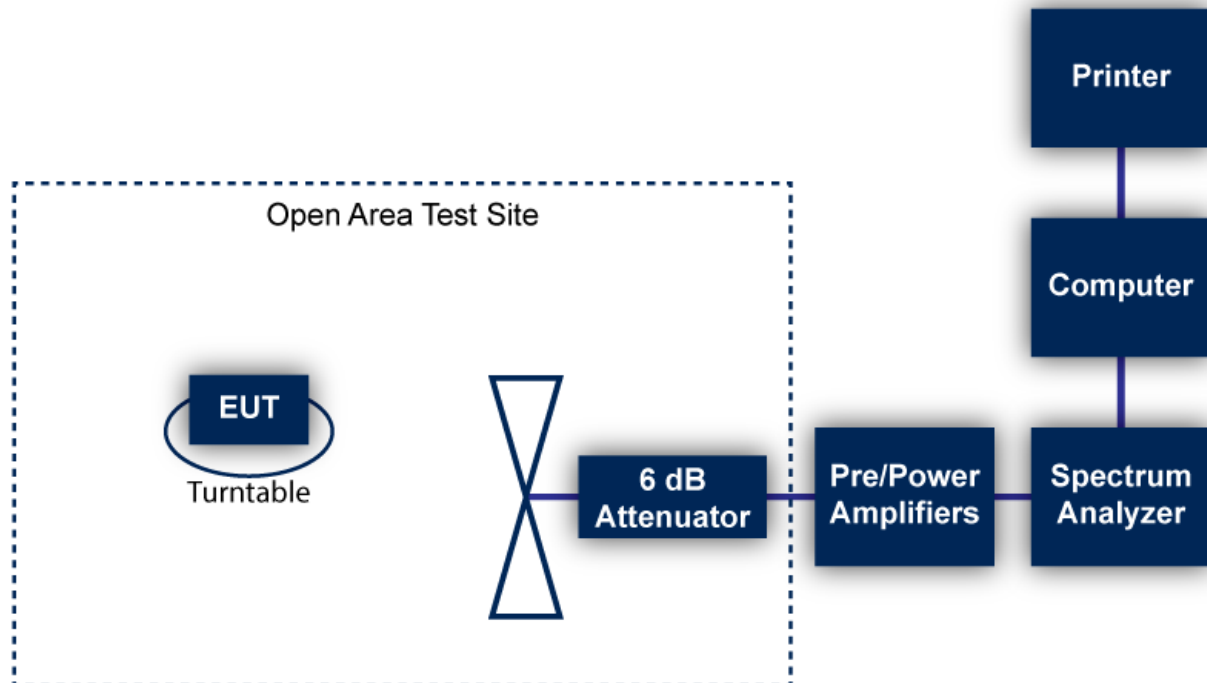 Printer
Open Area Test Site
Computer
EUT
Turntable
6 dB
Attenuator
Pre/Power
Amplifiers
Spectrum
Analyzer